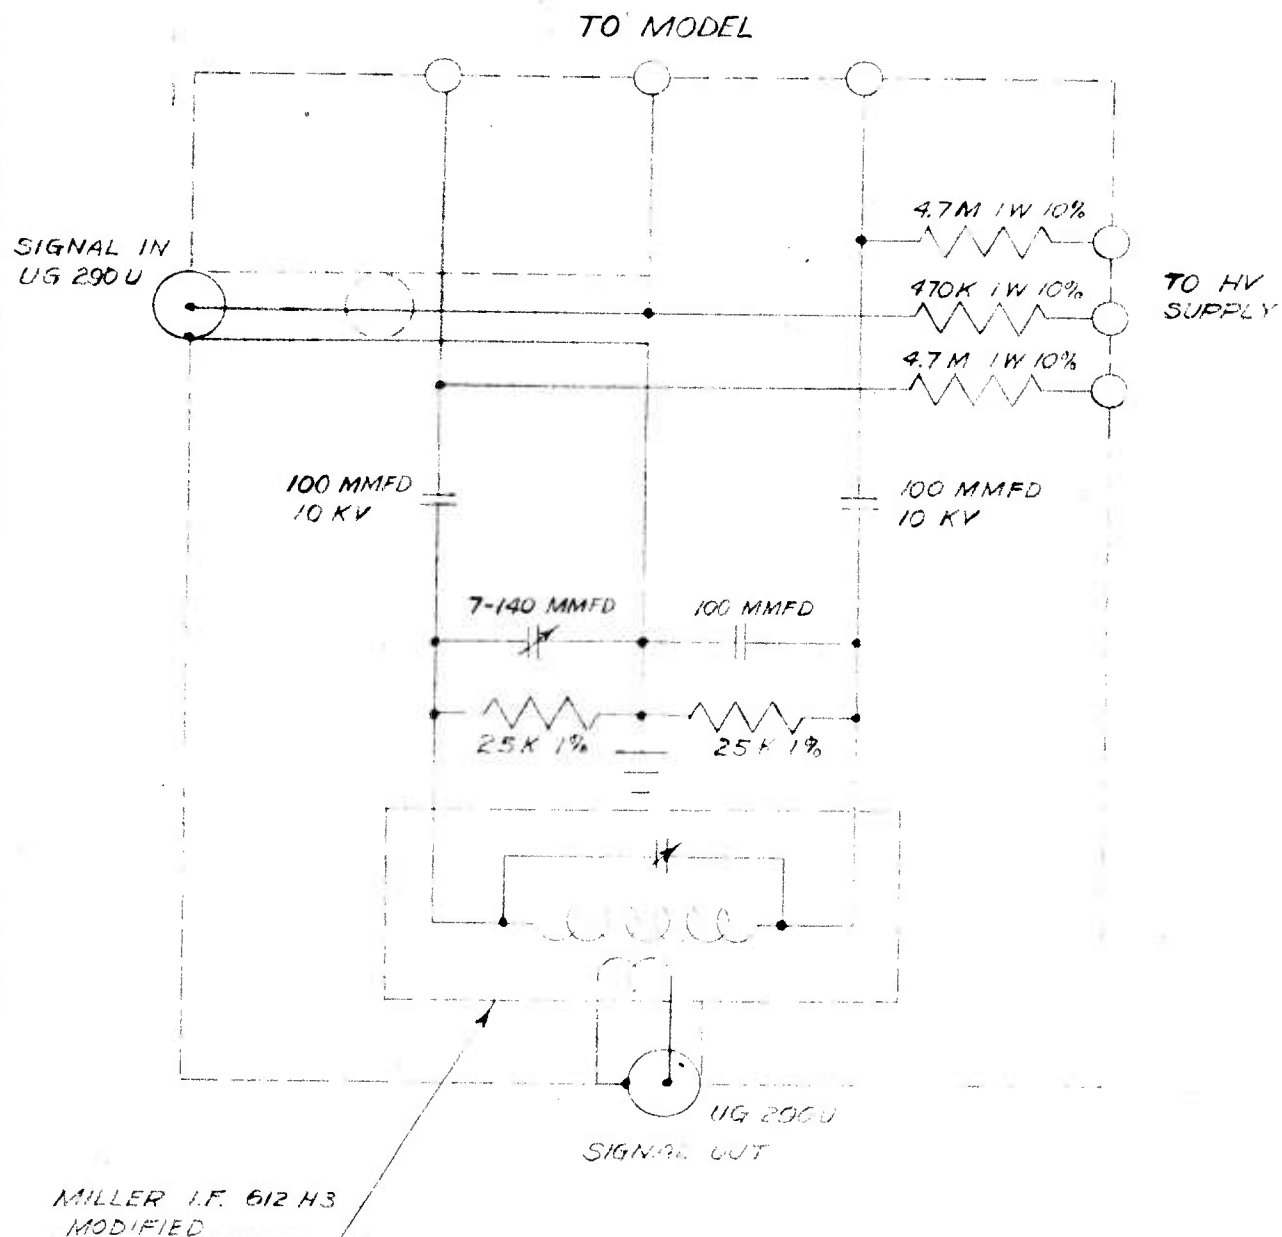 TO MODEL
4.7M 1W 10%
SIGNAL IN
UG 290U
470K 1W 10%
TO HV
SUPPLY
4.7M 1W 10%
100 MMFD
10 KV
100 MMFD
10 KV
7-140 MMFD
100 MMFD
25K 1%
25K 1%
UG 290U
SIGNAL OUT
MILLER I.F. 612 H3
MODIFIED